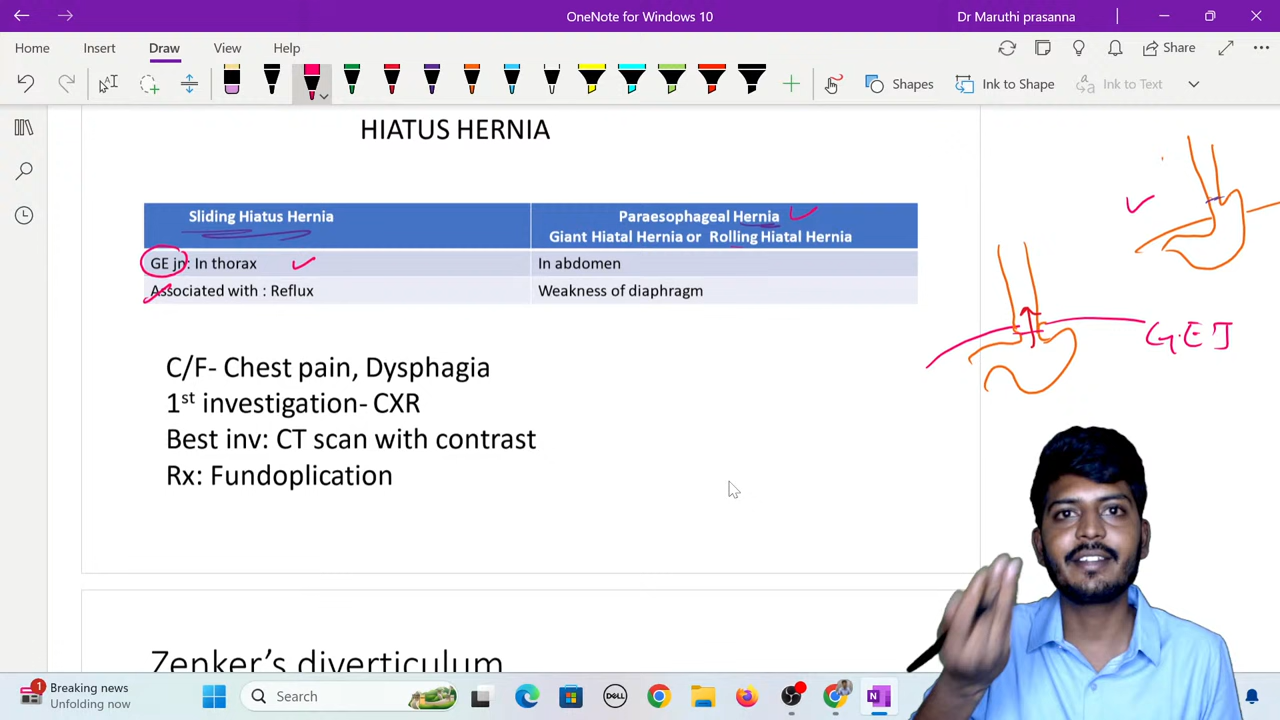 OneNote for Windows 10
Dr Maruthi prasanna
Home Insert Draw View Help
Share
Shapes
Ink to Shape
Ink to Text
HIATUS HERNIA
Sliding Hiatus Hernia
Paraesophageal Hernia
Giant Hiatal Hernia or Rolling Hiatal Hernia
GE jn: In thorax
In abdomen
Associated with : Reflux
Weakness of diaphragm
G.E J
C/F- Chest pain, Dysphagia
1st investigation- CXR
Best inv: CT scan with contrast
Rx: Fundoplication
Zenker's diverticulum
1
Breaking news
Unfolding now
Search
DELL